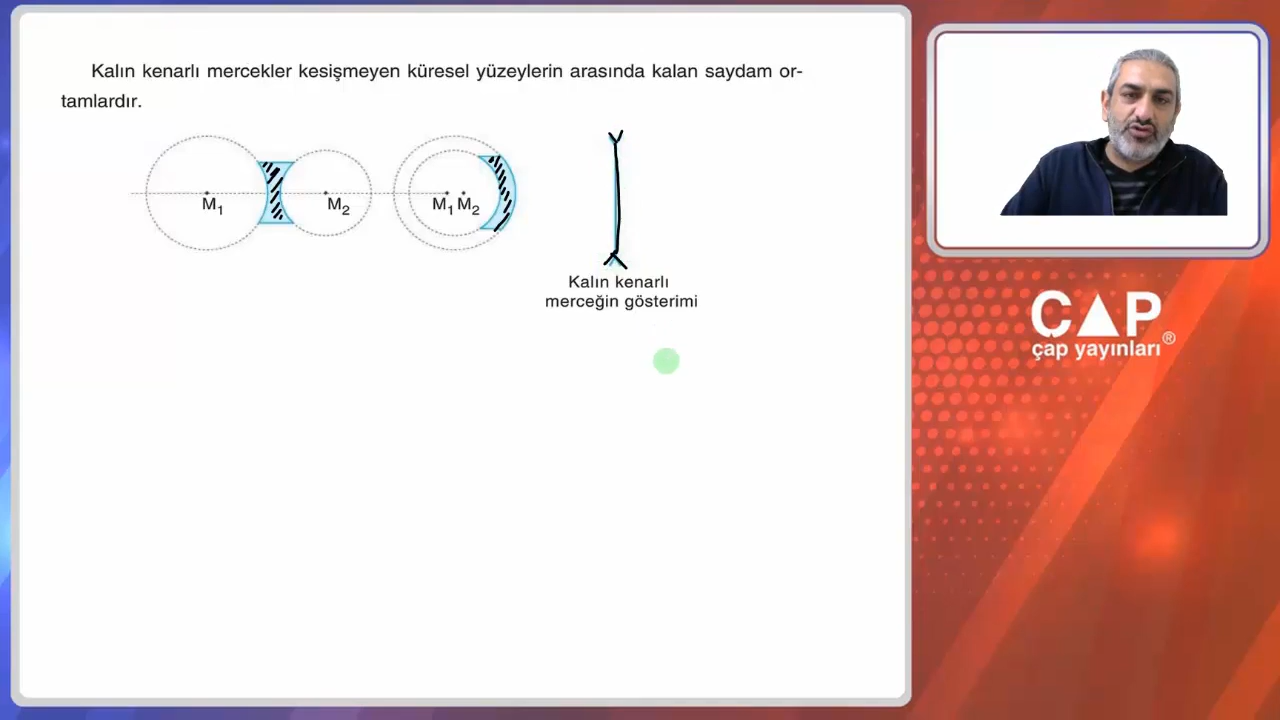 Kalın kenarlı mercekler kesişmeyen küresel yüzeylerin arasında kalan saydam or-
tamlardır.
M1 M2 M1 M2
Kalın kenarlı
merceğin gösterimi
ÇAP
çap yayınları®